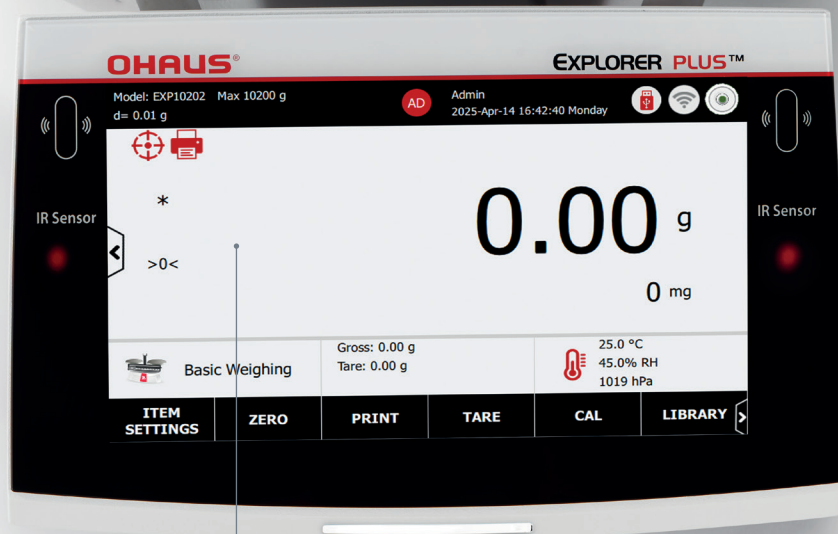 OHAUS®
EXPLORER PLUS™
Model: EXP10202 Max 10200 g
d= 0.01 g
AD
Admin
2025-Apr-14 16:42:40 Monday
IR Sensor
*
>0<
0.00 g
0 mg
IR Sensor
Basic Weighing
Gross: 0.00 g
Tare: 0.00 g
25.0 °C
45.0% RH
1019 hPa
ITEM
SETTINGS
ZERO
PRINT
TARE
CAL
LIBRARY